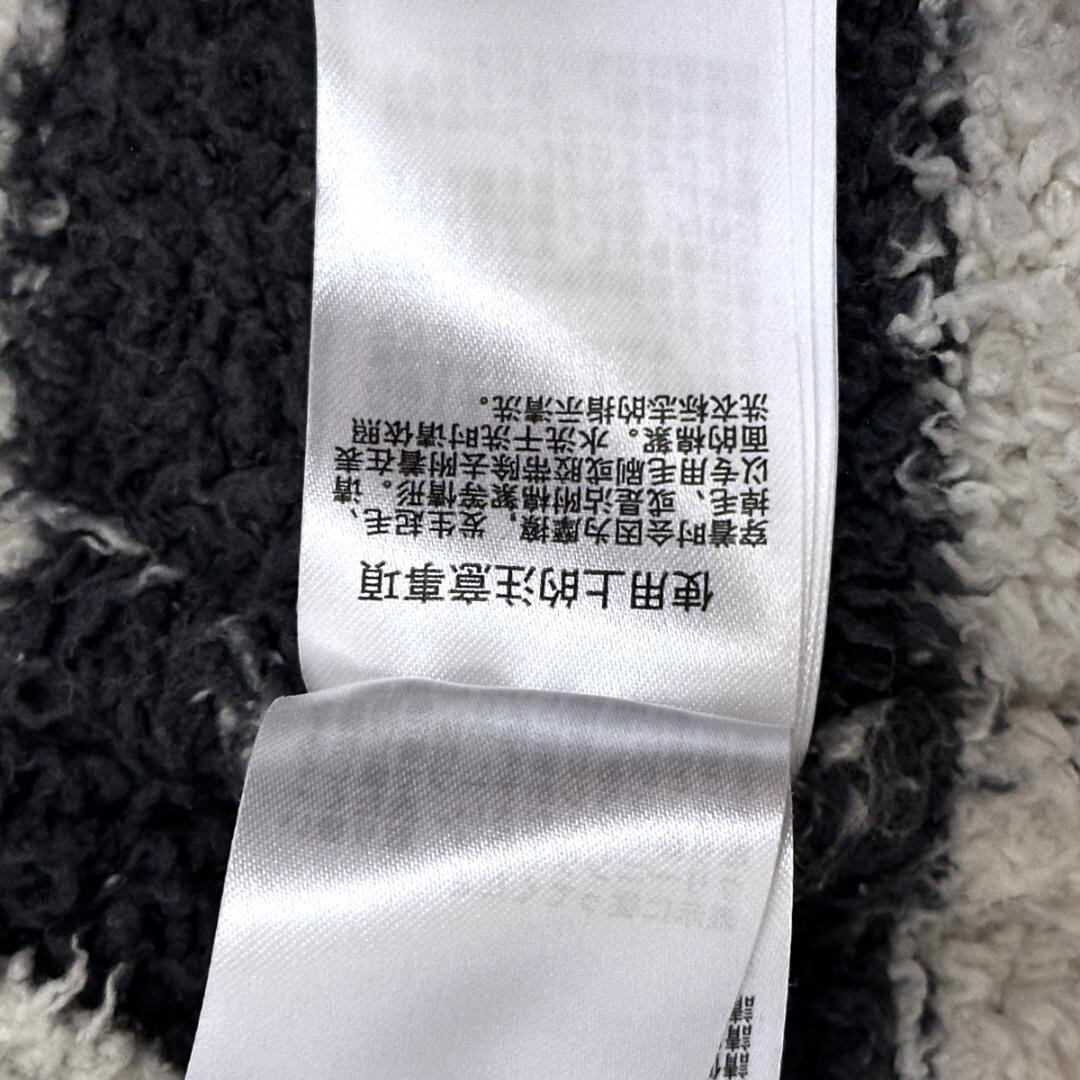 使用上的注意事項
穿着时会因为摩擦，发生起毛、
掉毛、或是沾附棉絮等情形。请
以专用毛刷或胶带除去附着在表
面的棉絮。水洗干洗时请依照
洗衣标志的指示清洗。